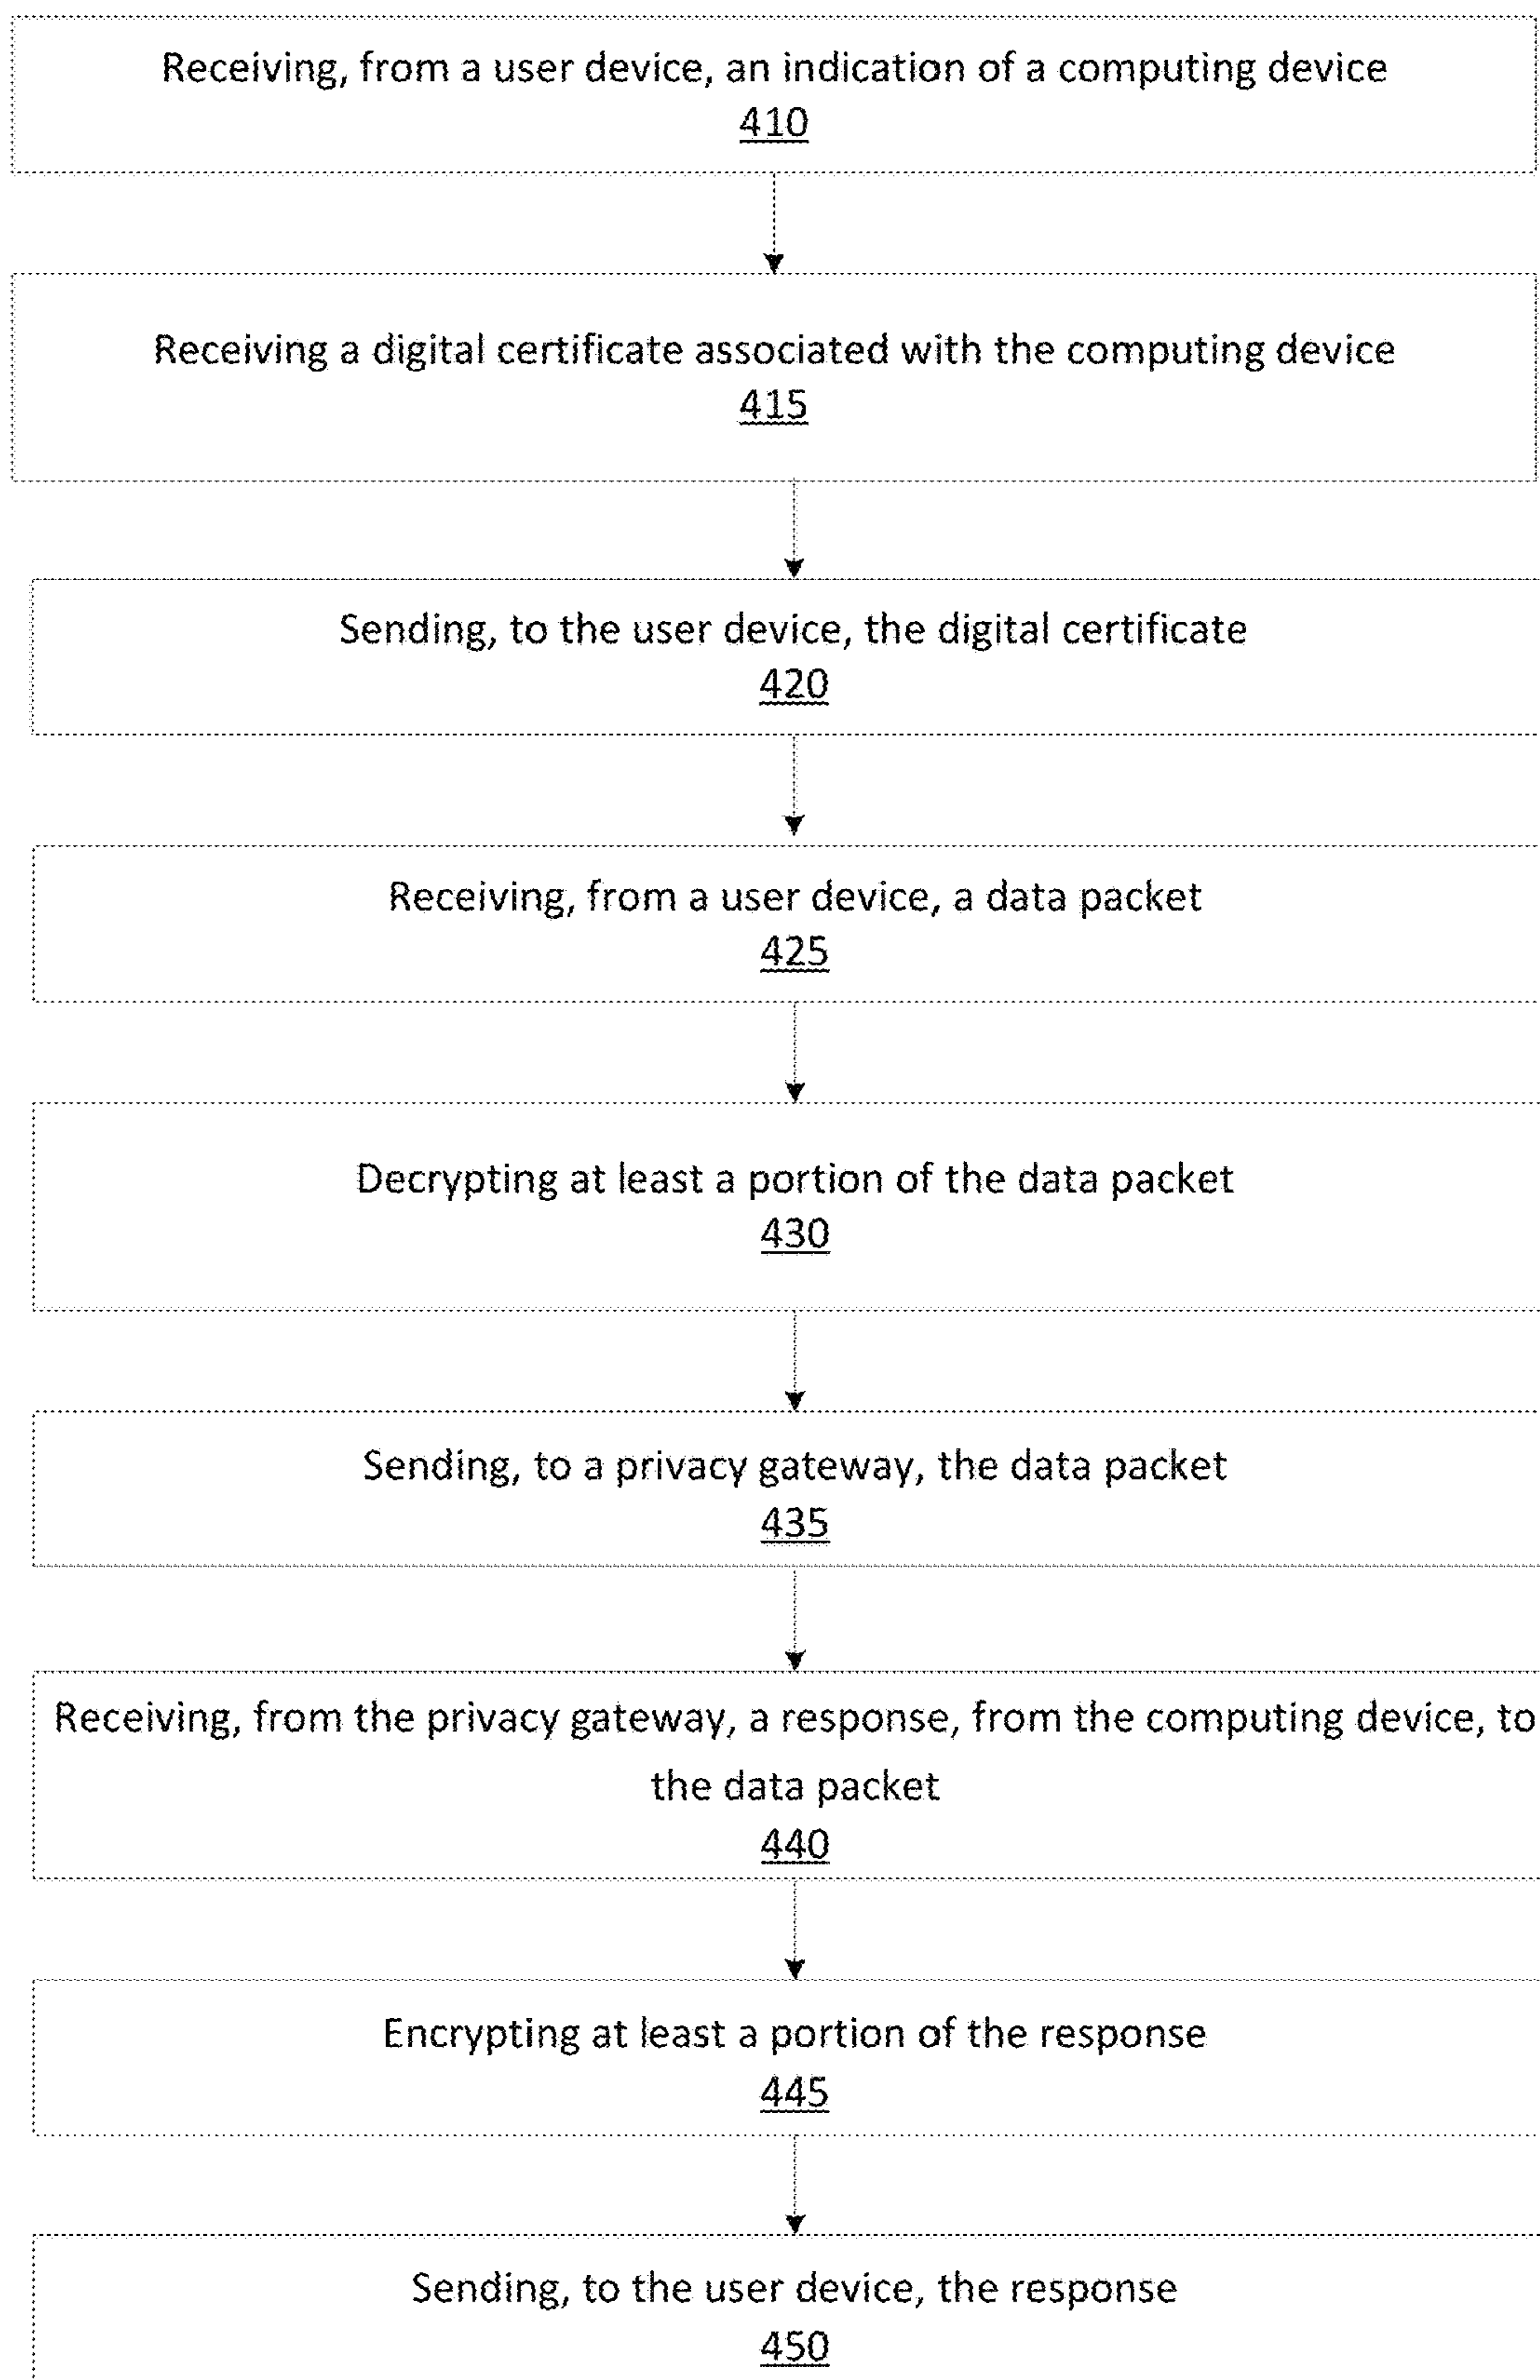 Receiving, from a user device, an indication of a computing device
410
Receiving a digital certificate associated with the computing device
415
Sending, to the user device, the digital certificate
420
Receiving, from a user device, a data packet
425
Decrypting at least a portion of the data packet
430
Sending, to a privacy gateway, the data packet
435
Receiving, from the privacy gateway, a response, from the computing device, to
the data packet
440
Encrypting at least a portion of the response
445
Sending, to the user device, the response
450